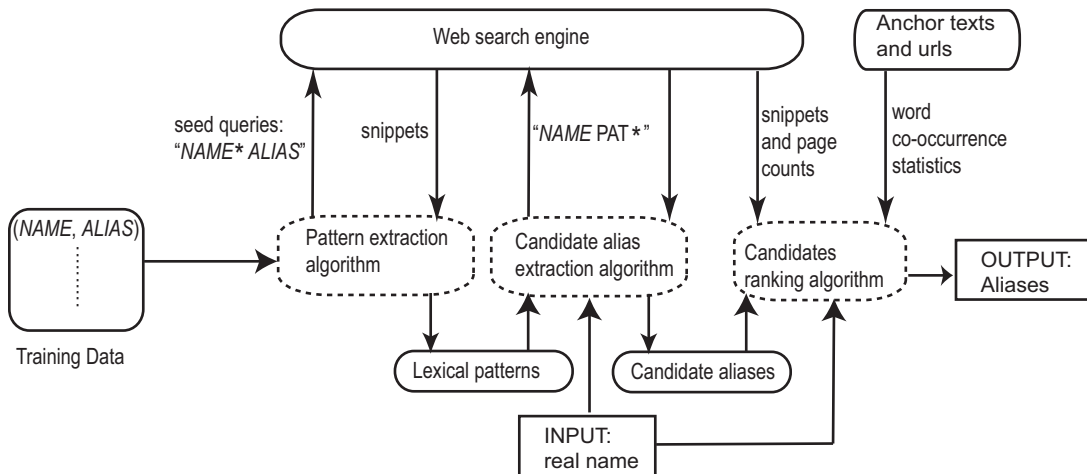 Web search engine
Anchor texts
and urls
seed queries:
“NAME* ALIAS”
snippets
“NAME PAT *”
snippets
and page
counts
word
co-occurrence
statistics
(NAME, ALIAS)
Training Data
Pattern extraction
algorithm
Candidate alias
extraction algorithm
Candidates
ranking algorithm
OUTPUT:
Aliases
Lexical patterns
Candidate aliases
INPUT:
real name